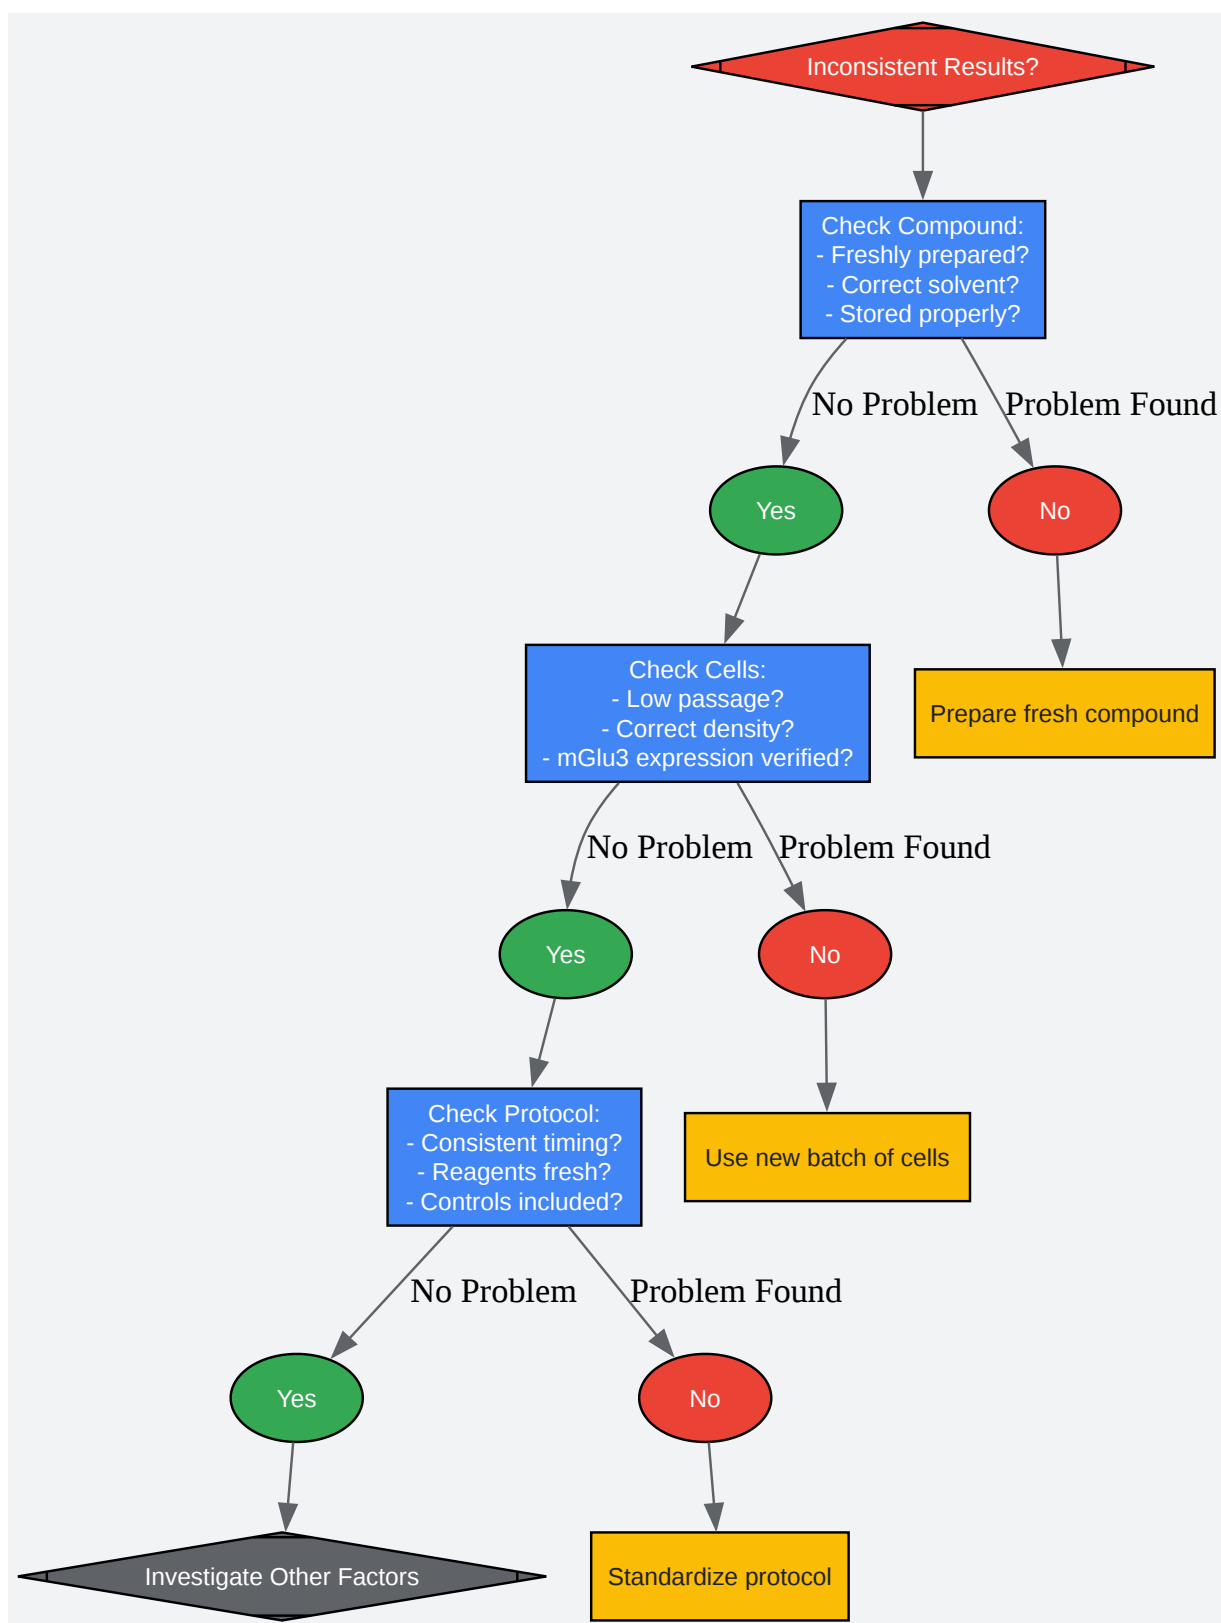 Inconsistent Results?
Check Compound:
- Freshly prepared?
- Correct solvent?
- Stored properly?
No Problem
Problem Found
Yes
No
Check Cells:
- Low passage?
- Correct density?
- mGlu3 expression verified?
Prepare fresh compound
No Problem
Problem Found
Yes
No
Check Protocol:
- Consistent timing?
- Reagents fresh?
- Controls included?
Use new batch of cells
No Problem
Problem Found
Yes
No
Investigate Other Factors
Standardize protocol